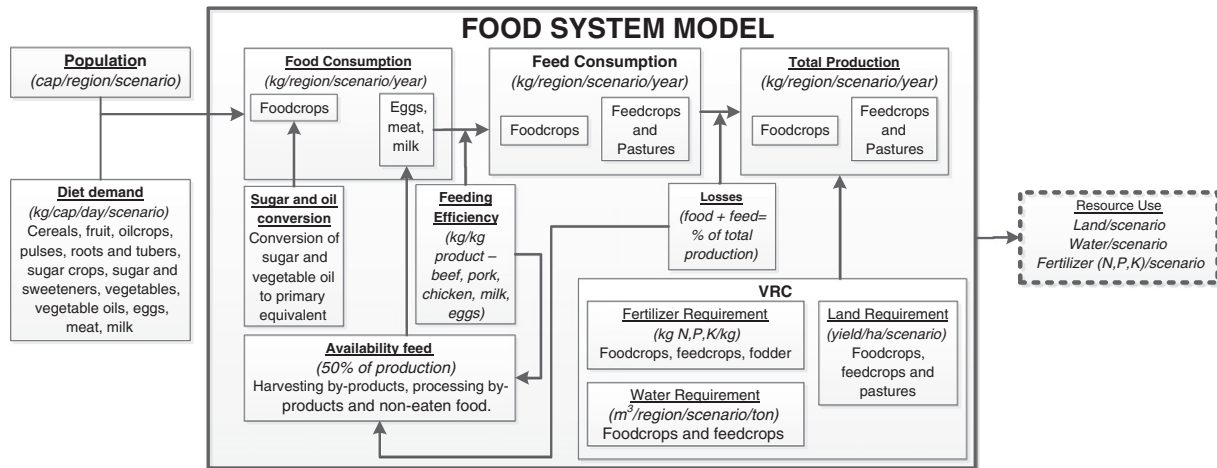 FOOD SYSTEM MODEL
Population
(cap/region/scenario)
Diet demand
(kg/cap/day/scenario)
Cereals, fruit, oilcrops,
pulses, roots and tubers,
sugar crops, sugar and
sweeteners, vegetables,
vegetable oils, eggs,
meat, milk
Food Consumption
(kg/region/scenario/year)
Foodcrops
Eggs,
meat,
milk
Feed Consumption
(kg/region/scenario/year)
Foodcrops
Feedcrops
and
Pastures
Total Production
(kg/region/scenario/year)
Foodcrops
Feedcrops
and
Pastures
Sugar and oil
conversion
Conversion of
sugar and
vegetable oil
to primary
equivalent
Feeding
Efficiency
(kg/kg
product –
beef, pork,
chicken, milk,
eggs)
Losses
(food + feed=
% of total
production)
Availability feed
(50% of production)
Harvesting by-products, processing by-
products and non-eaten food.
VRC
Fertilizer Requirement
(kg N,P,K/kg)
Foodcrops, feedcrops, fodder
Water Requirement
(m³/region/scenario/ton)
Foodcrops and feedcrops
Land Requirement
(yield/ha/scenario)
Foodcrops,
feedcrops and
pastures
Resource Use
Land/scenario
Water/scenario
Fertilizer (N,P,K)/scenario